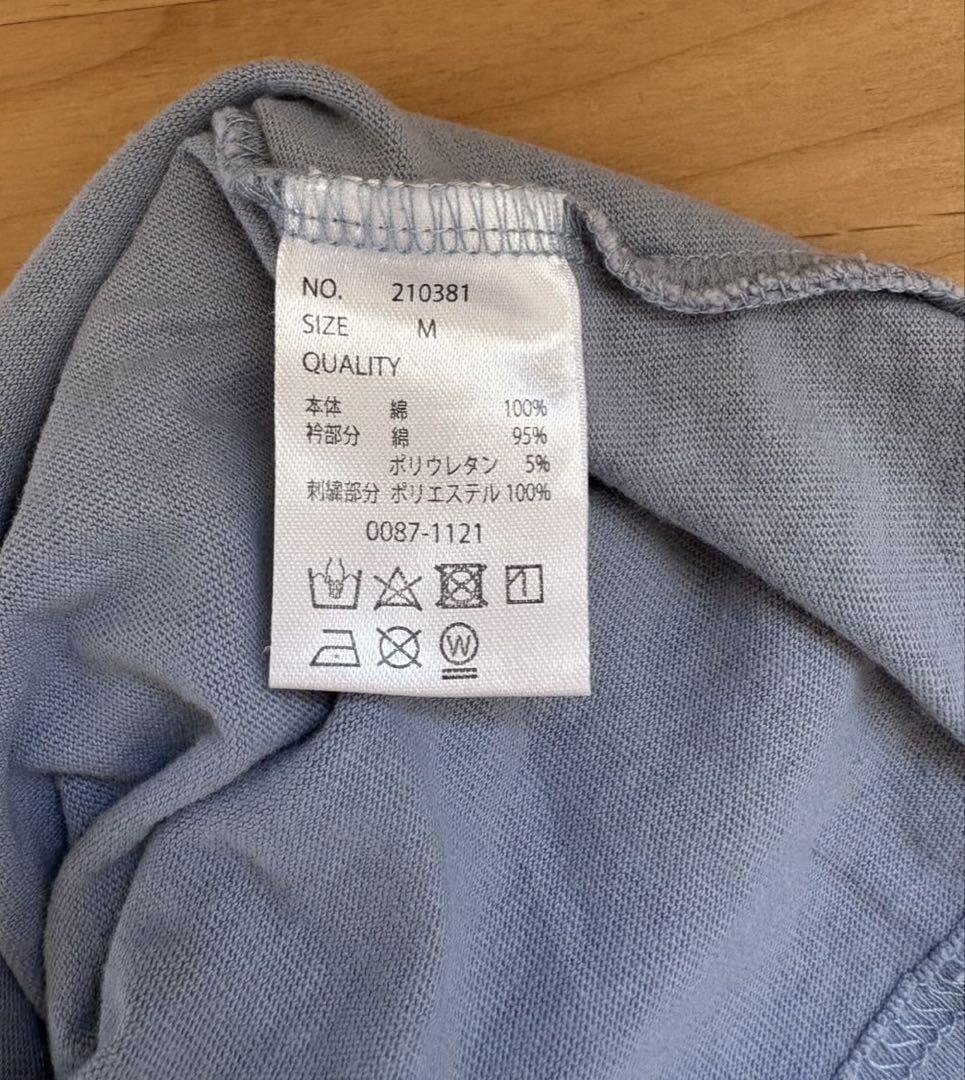 NO. 210381
SIZE M
QUALITY
本体 綿 100%
衿部分 綿 95%
ポリウレタン 5%
刺繍部分 ポリエステル 100%
0087-1121
W